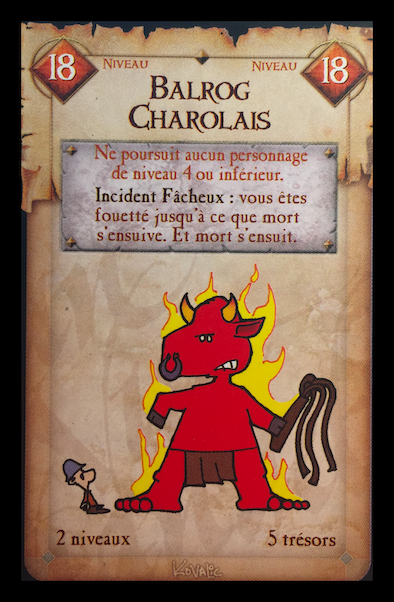 18 Niveau Niveau 18
Balrog
Charolais
Ne poursuit aucun personnage
de niveau 4 ou inférieur.
Incident Fâcheux : vous êtes
fouetté jusqu'à ce que mort
s'ensuive. Et mort s'ensuit.
2 niveaux 5 trésors
Kovalic